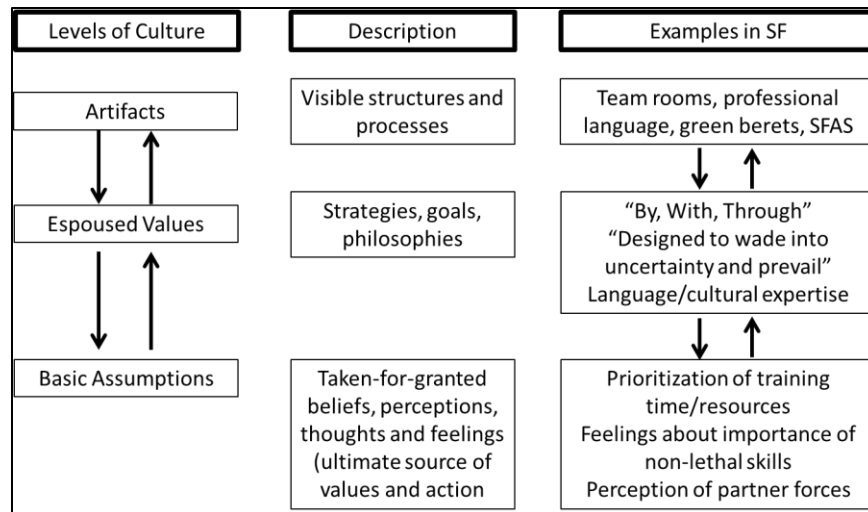 Levels of Culture
Description
Examples in SF
Artifacts
Visible structures and
processes
Team rooms, professional
language, green berets, SFAS
Espoused Values
Strategies, goals,
philosophies
“By, With, Through”
“Designed to wade into
uncertainty and prevail”
Language/cultural expertise
Basic Assumptions
Taken-for-granted
beliefs, perceptions,
thoughts and feelings
(ultimate source of
values and action
Prioritization of training
time/resources
Feelings about importance of
non-lethal skills
Perception of partner forces